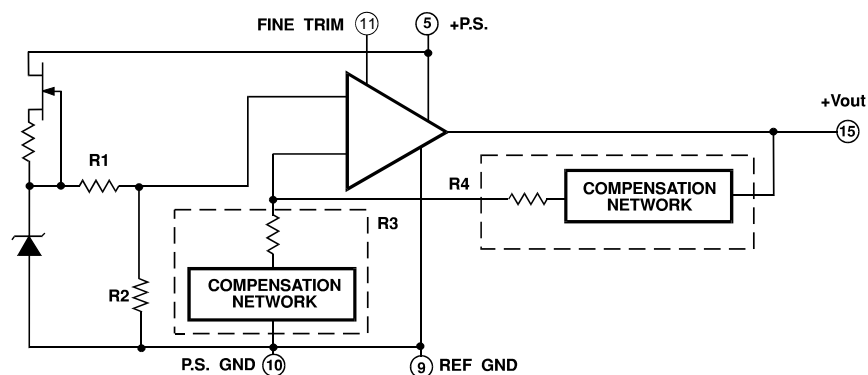 FINE TRIM 11
5 +P.S.
+Vout
15
R1
R4
COMPENSATION
NETWORK
R3
R2
COMPENSATION
NETWORK
P.S. GND 10
9 REF GND